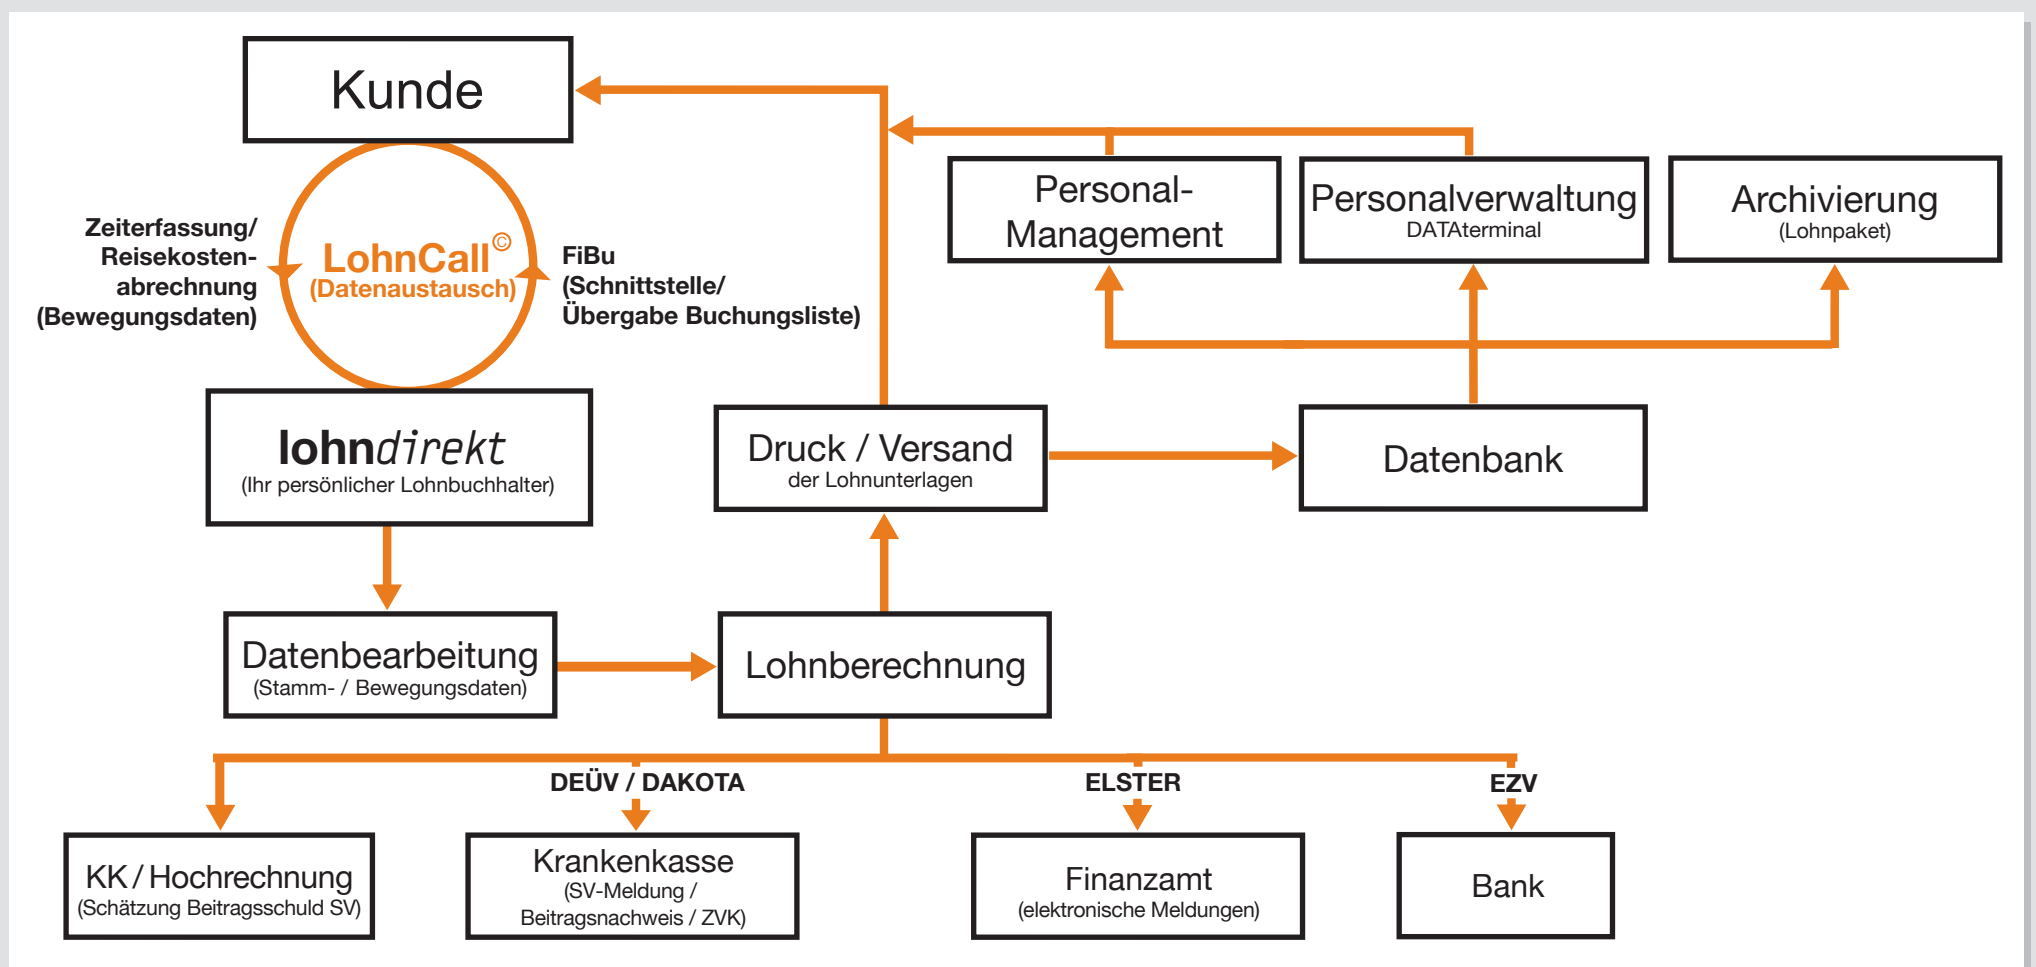 Kunde
Zeiterfassung/
Reisekosten-
abrechnung
(Bewegungsdaten)
LohnCall©
(Datenaustausch)
FiBu
(Schnittstelle/
Übergabe Buchungsliste)
Personal-
Management
Personalverwaltung
DATAterminal
Archivierung
(Lohnpaket)
lohndirekt
(Ihr persönlicher Lohnbuchhalter)
Druck / Versand
der Lohnunterlagen
Datenbank
Datenbearbeitung
(Stamm- / Bewegungsdaten)
Lohnberechnung
DEÜV / DAKOTA
ELSTER
EZV
KK / Hochrechnung
(Schätzung Beitragsschuld SV)
Krankenkasse
(SV-Meldung /
Beitragsnachweis / ZVK)
Finanzamt
(elektronische Meldungen)
Bank